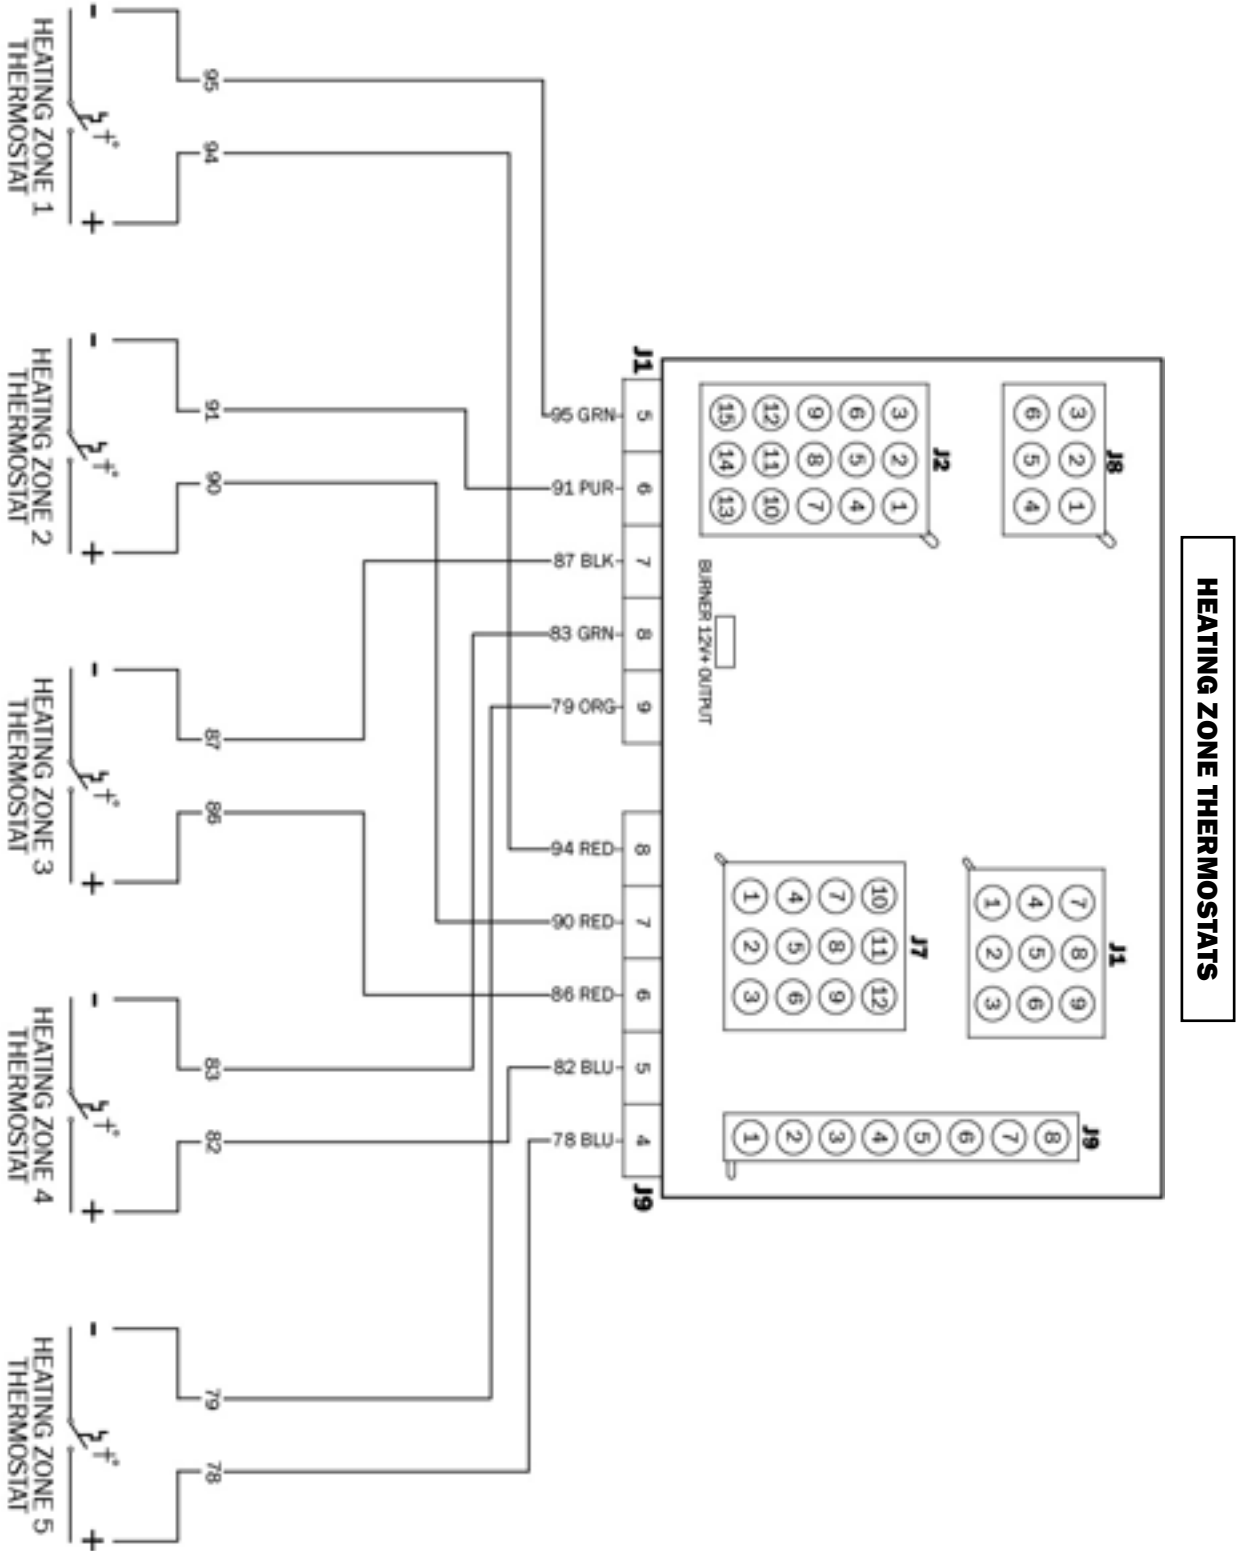 HEATING ZONE THERMOSTATS
J8
3 2 1
6 5 4
J2
3 2 1
6 5 4
9 8 7
12 11 10
15 14 13
BURNER 12V+ OUTPUT
J1
7 8 9
4 5 6
1 2 3
J7
10 11 12
7 8 9
4 5 6
1 2 3
J9
8
7
6
5
4
3
2
1
J1
5 6 7 8 9
8 7 6 5 4
J9
95 GRN
91 PUR
87 BLK
83 GRN
79 ORG
94 RED
90 RED
86 RED
82 BLU
78 BLU
95
94
91
90
87
86
83
82
79
78
- t° +
HEATING ZONE 1
THERMOSTAT
- t° +
HEATING ZONE 2
THERMOSTAT
- t° +
HEATING ZONE 3
THERMOSTAT
- t° +
HEATING ZONE 4
THERMOSTAT
- t° +
HEATING ZONE 5
THERMOSTAT